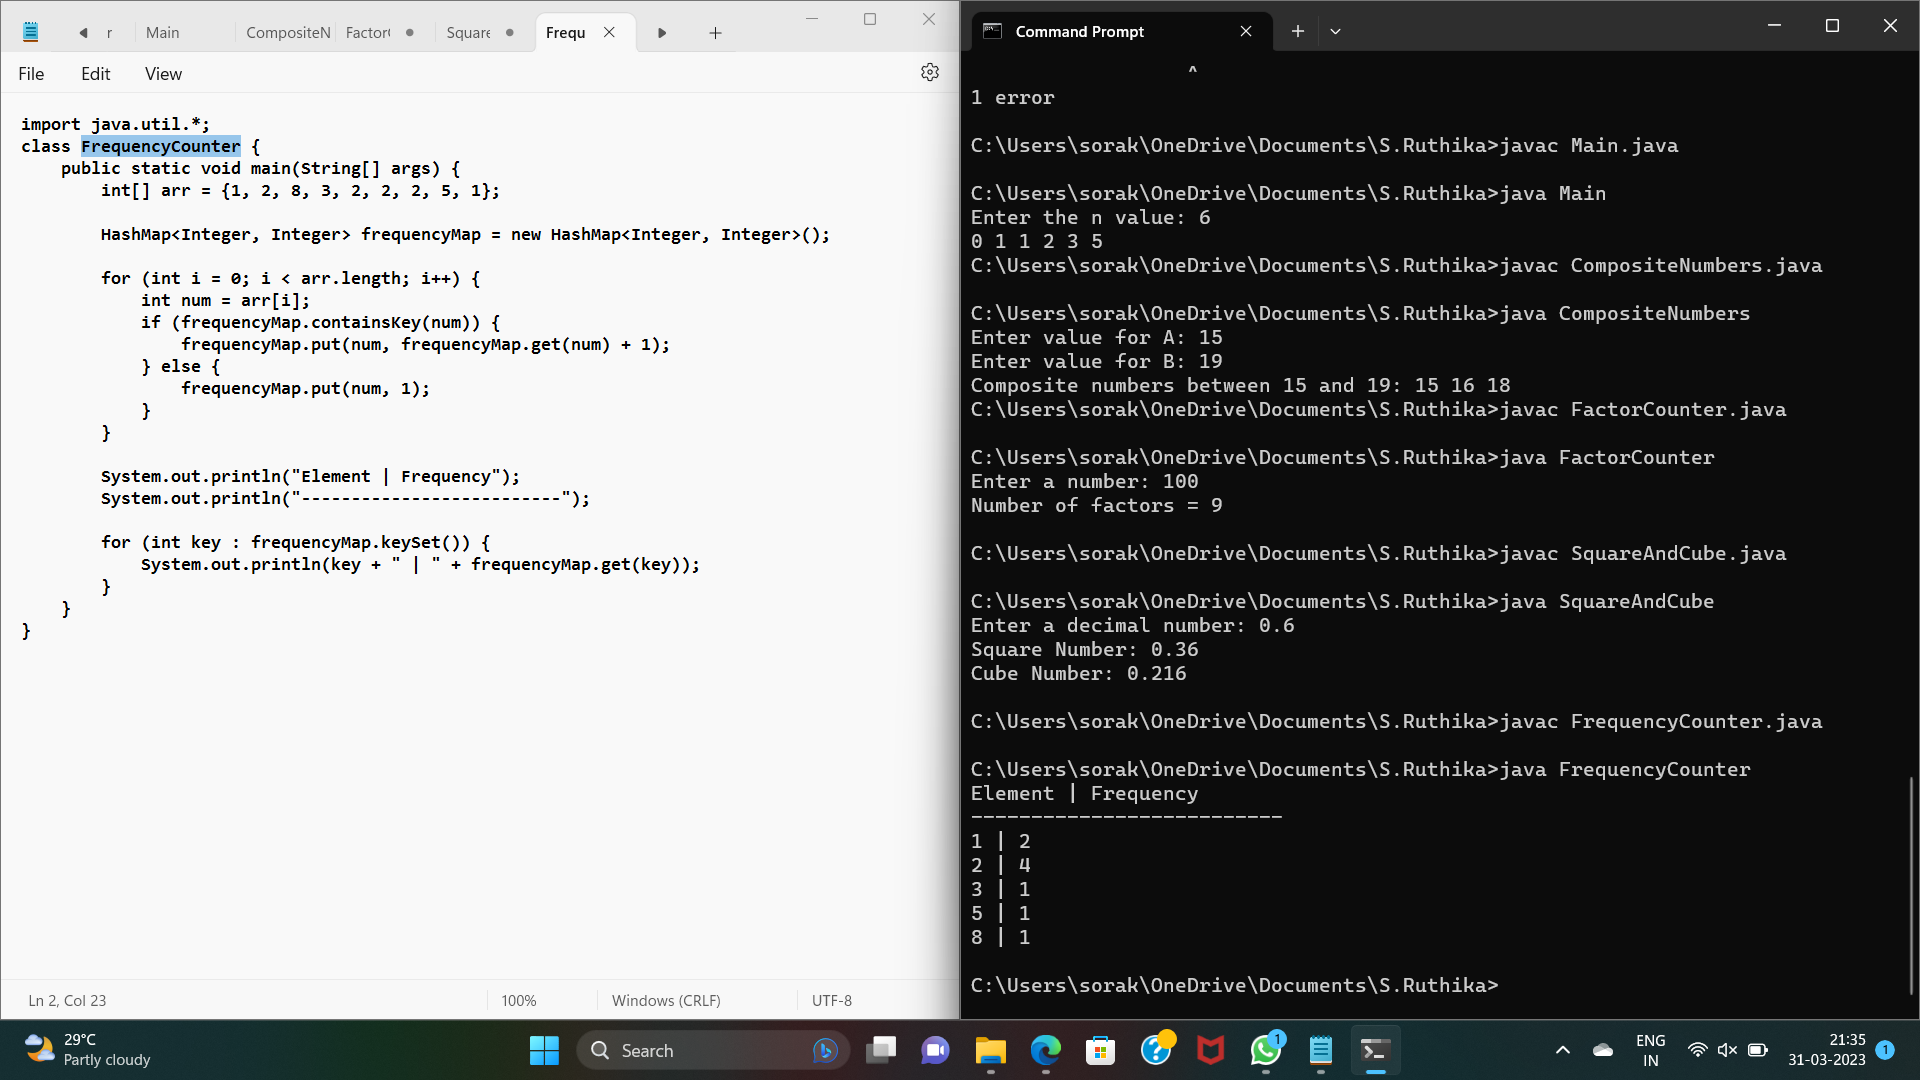 r
Main
CompositeN
Factor
Square
Frequ
File
Edit
View
import java.util.*;
class FrequencyCounter {
    public static void main(String[] args) {
        int[] arr = {1, 2, 8, 3, 2, 2, 2, 5, 1};
        HashMap<Integer, Integer> frequencyMap = new HashMap<Integer, Integer>();
        for (int i = 0; i < arr.length; i++) {
            int num = arr[i];
            if (frequencyMap.containsKey(num)) {
                frequencyMap.put(num, frequencyMap.get(num) + 1);
            } else {
                frequencyMap.put(num, 1);
            }
        }
        System.out.println("Element | Frequency");
        System.out.println("--------------------------");
        for (int key : frequencyMap.keySet()) {
            System.out.println(key + " | " + frequencyMap.get(key));
        }
    }
}
Ln 2, Col 23
100%
Windows (CRLF)
UTF-8
Command Prompt
^
1 error
C:\Users\sorak\OneDrive\Documents\S.Ruthika>javac Main.java
C:\Users\sorak\OneDrive\Documents\S.Ruthika>java Main
Enter the n value: 6
0 1 1 2 3 5
C:\Users\sorak\OneDrive\Documents\S.Ruthika>javac CompositeNumbers.java
C:\Users\sorak\OneDrive\Documents\S.Ruthika>java CompositeNumbers
Enter value for A: 15
Enter value for B: 19
Composite numbers between 15 and 19: 15 16 18
C:\Users\sorak\OneDrive\Documents\S.Ruthika>javac FactorCounter.java
C:\Users\sorak\OneDrive\Documents\S.Ruthika>java FactorCounter
Enter a number: 100
Number of factors = 9
C:\Users\sorak\OneDrive\Documents\S.Ruthika>javac SquareAndCube.java
C:\Users\sorak\OneDrive\Documents\S.Ruthika>java SquareAndCube
Enter a decimal number: 0.6
Square Number: 0.36
Cube Number: 0.216
C:\Users\sorak\OneDrive\Documents\S.Ruthika>javac FrequencyCounter.java
C:\Users\sorak\OneDrive\Documents\S.Ruthika>java FrequencyCounter
Element | Frequency
--------------------------
1 | 2
2 | 4
3 | 1
5 | 1
8 | 1
C:\Users\sorak\OneDrive\Documents\S.Ruthika>
29°C
Partly cloudy
Search
1
ENG
IN
21:35
31-03-2023
1